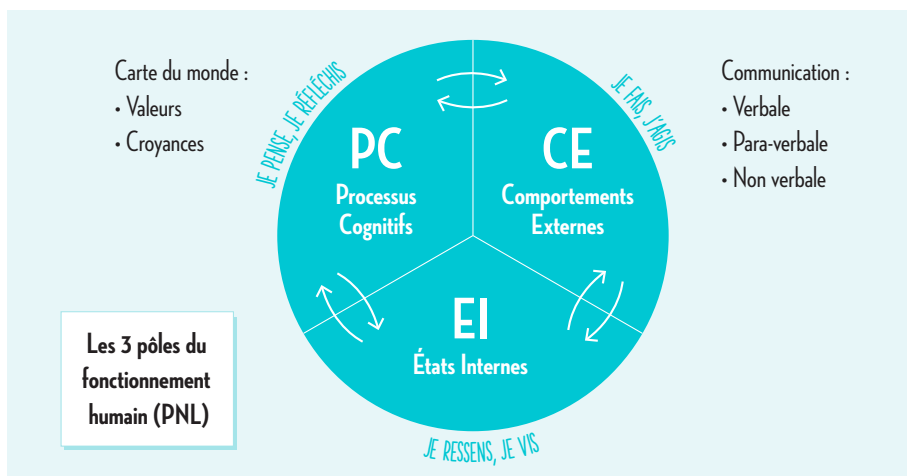 Carte du monde :
• Valeurs
• Croyances
JE PENSE, JE RÉFLÉCHIS
PC
Processus
Cognitifs
JE FAIS, J'AGIS
CE
Comportements
Externes
Communication :
• Verbale
• Para-verbale
• Non verbale
EI
États Internes
JE RESSENS, JE VIS
Les 3 pôles du
fonctionnement
humain (PNL)